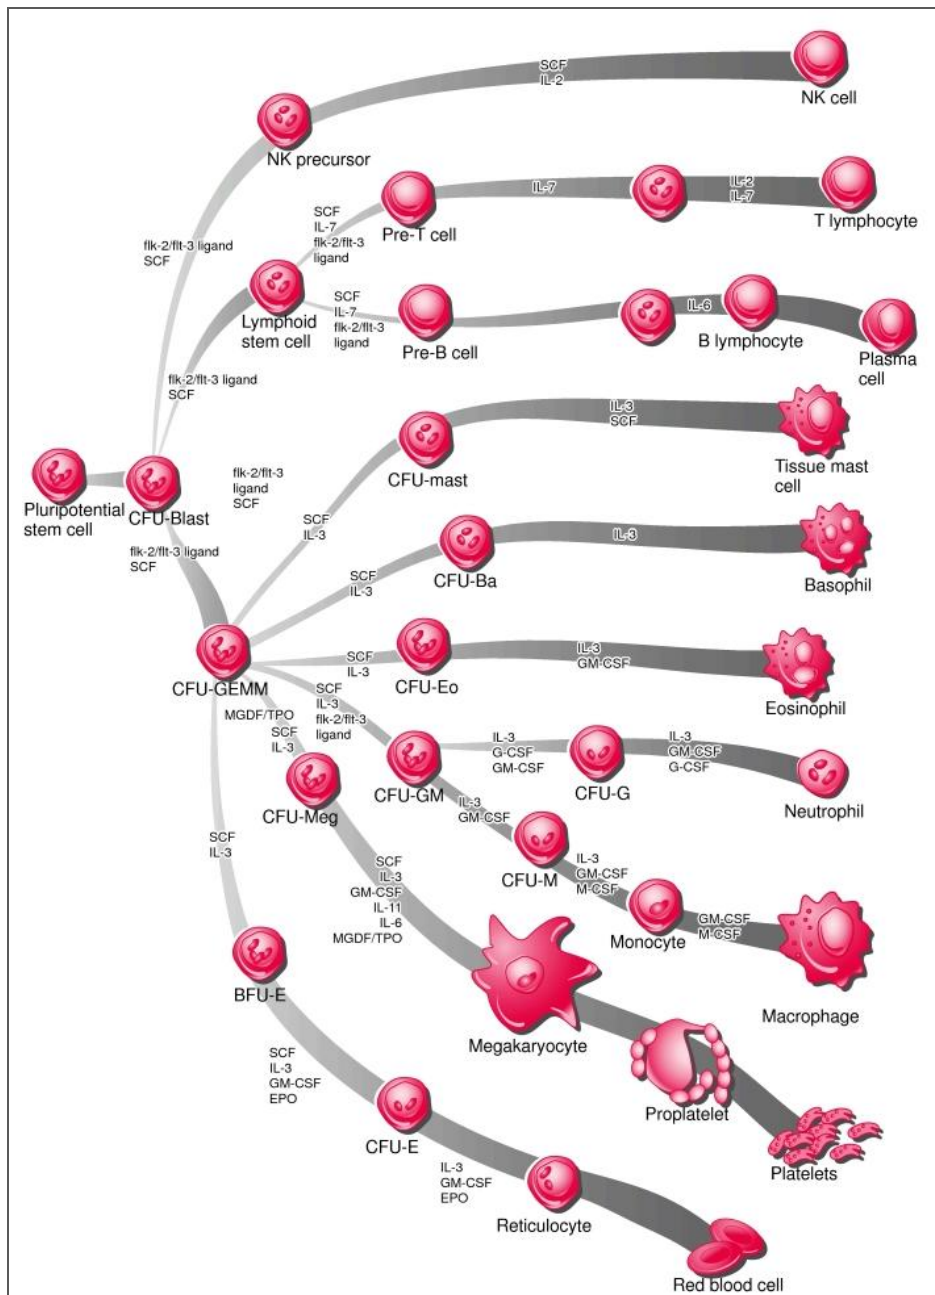 SCF
IL-2
NK cell
NK precursor
flk-2/flt-3 ligand
SCF
SCF
IL-7
flk-2/flt-3
ligand
Pre-T cell
IL-7
IL-2
IL-7
T lymphocyte
Lymphoid
stem cell
SCF
IL-7
flk-2/flt-3
ligand
Pre-B cell
IL-6
B lymphocyte
Plasma
cell
flk-2/flt-3 ligand
SCF
Pluripotential
stem cell
CFU-Blast
flk-2/flt-3
ligand
SCF
flk-2/flt-3 ligand
SCF
SCF
IL-3
CFU-mast
IL-3
SCF
Tissue mast
cell
SCF
IL-3
CFU-Ba
IL-3
Basophil
CFU-GEMM
SCF
IL-3
CFU-Eo
IL-3
GM-CSF
Eosinophil
SCF
IL-3
flk-2/flt-3
ligand
CFU-GM
IL-3
G-CSF
GM-CSF
CFU-G
IL-3
GM-CSF
G-CSF
Neutrophil
MGDF/TPO
SCF
IL-3
CFU-Meg
IL-3
GM-CSF
CFU-M
IL-3
GM-CSF
M-CSF
Monocyte
GM-CSF
M-CSF
Macrophage
SCF
IL-3
GM-CSF
IL-11
IL-6
MGDF/TPO
Megakaryocyte
Proplatelet
Platelets
SCF
IL-3
BFU-E
SCF
IL-3
GM-CSF
EPO
CFU-E
IL-3
GM-CSF
EPO
Reticulocyte
Red blood cell